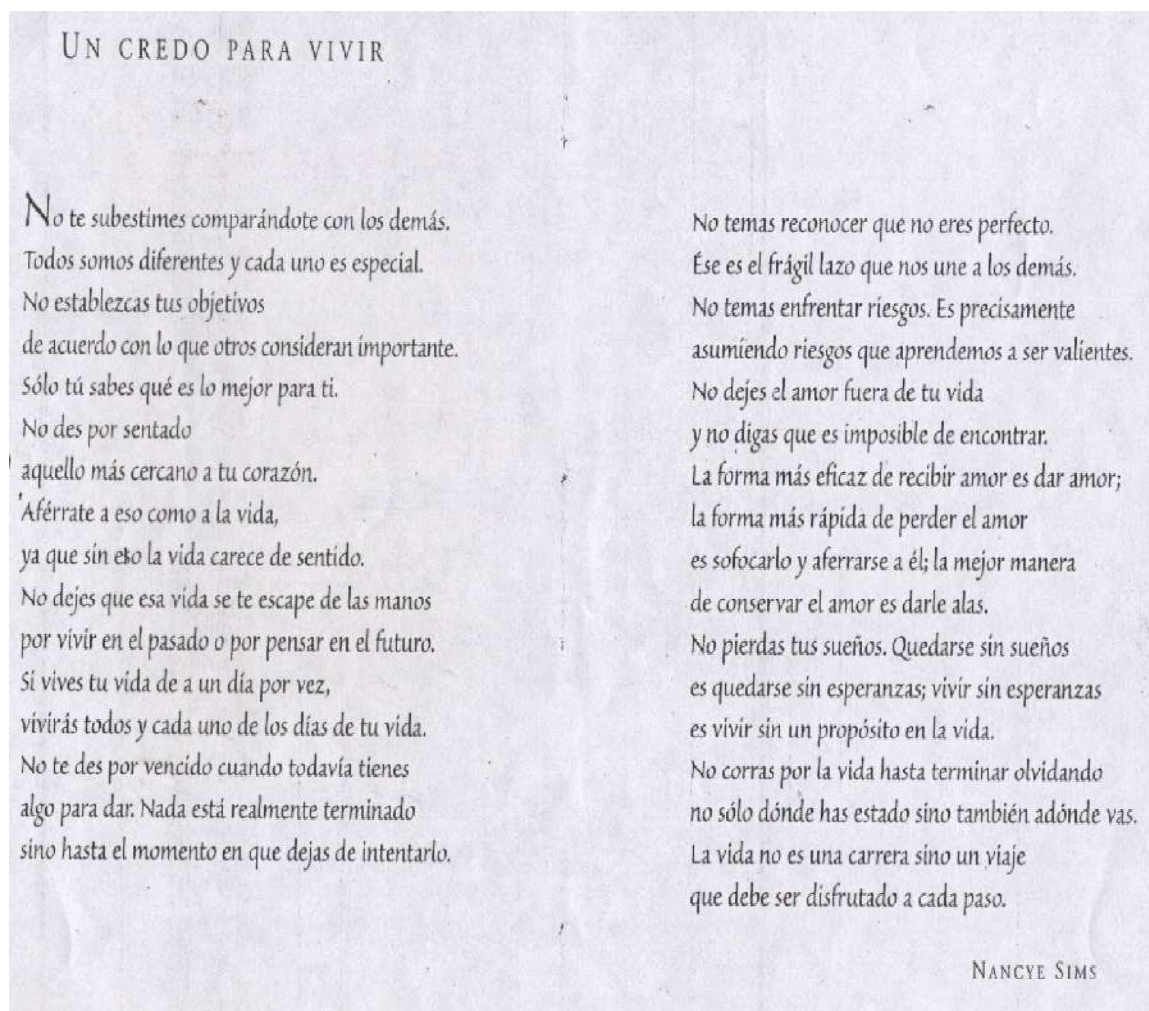 UN CREDO PARA VIVIR
No te subestimes comparándote con los demás.
Todos somos diferentes y cada uno es especial.
No establezcas tus objetivos
de acuerdo con lo que otros consideran importante.
Sólo tú sabes qué es lo mejor para ti.
No des por sentado
aquello más cercano a tu corazón.
Aférrate a eso como a la vida,
ya que sin eso la vida carece de sentido.
No dejes que esa vida se te escape de las manos
por vivir en el pasado o por pensar en el futuro.
Si vives tu vida de a un día por vez,
vivirás todos y cada uno de los días de tu vida.
No te des por vencido cuando todavía tienes
algo para dar. Nada está realmente terminado
sino hasta el momento en que dejas de intentarlo.
No temas reconocer que no eres perfecto.
Ése es el frágil lazo que nos une a los demás.
No temas enfrentar riesgos. Es precisamente
asumiendo riesgos que aprendemos a ser valientes.
No dejes el amor fuera de tu vida
y no digas que es imposible de encontrar.
La forma más eficaz de recibir amor es dar amor;
la forma más rápida de perder el amor
es sofocarlo y aferrarse a él; la mejor manera
de conservar el amor es darle alas.
No pierdas tus sueños. Quedarse sin sueños
es quedarse sin esperanzas; vivir sin esperanzas
es vivir sin un propósito en la vida.
No corras por la vida hasta terminar olvidando
no sólo dónde has estado sino también adónde vas.
La vida no es una carrera sino un viaje
que debe ser disfrutado a cada paso.
NANCYE SIMS